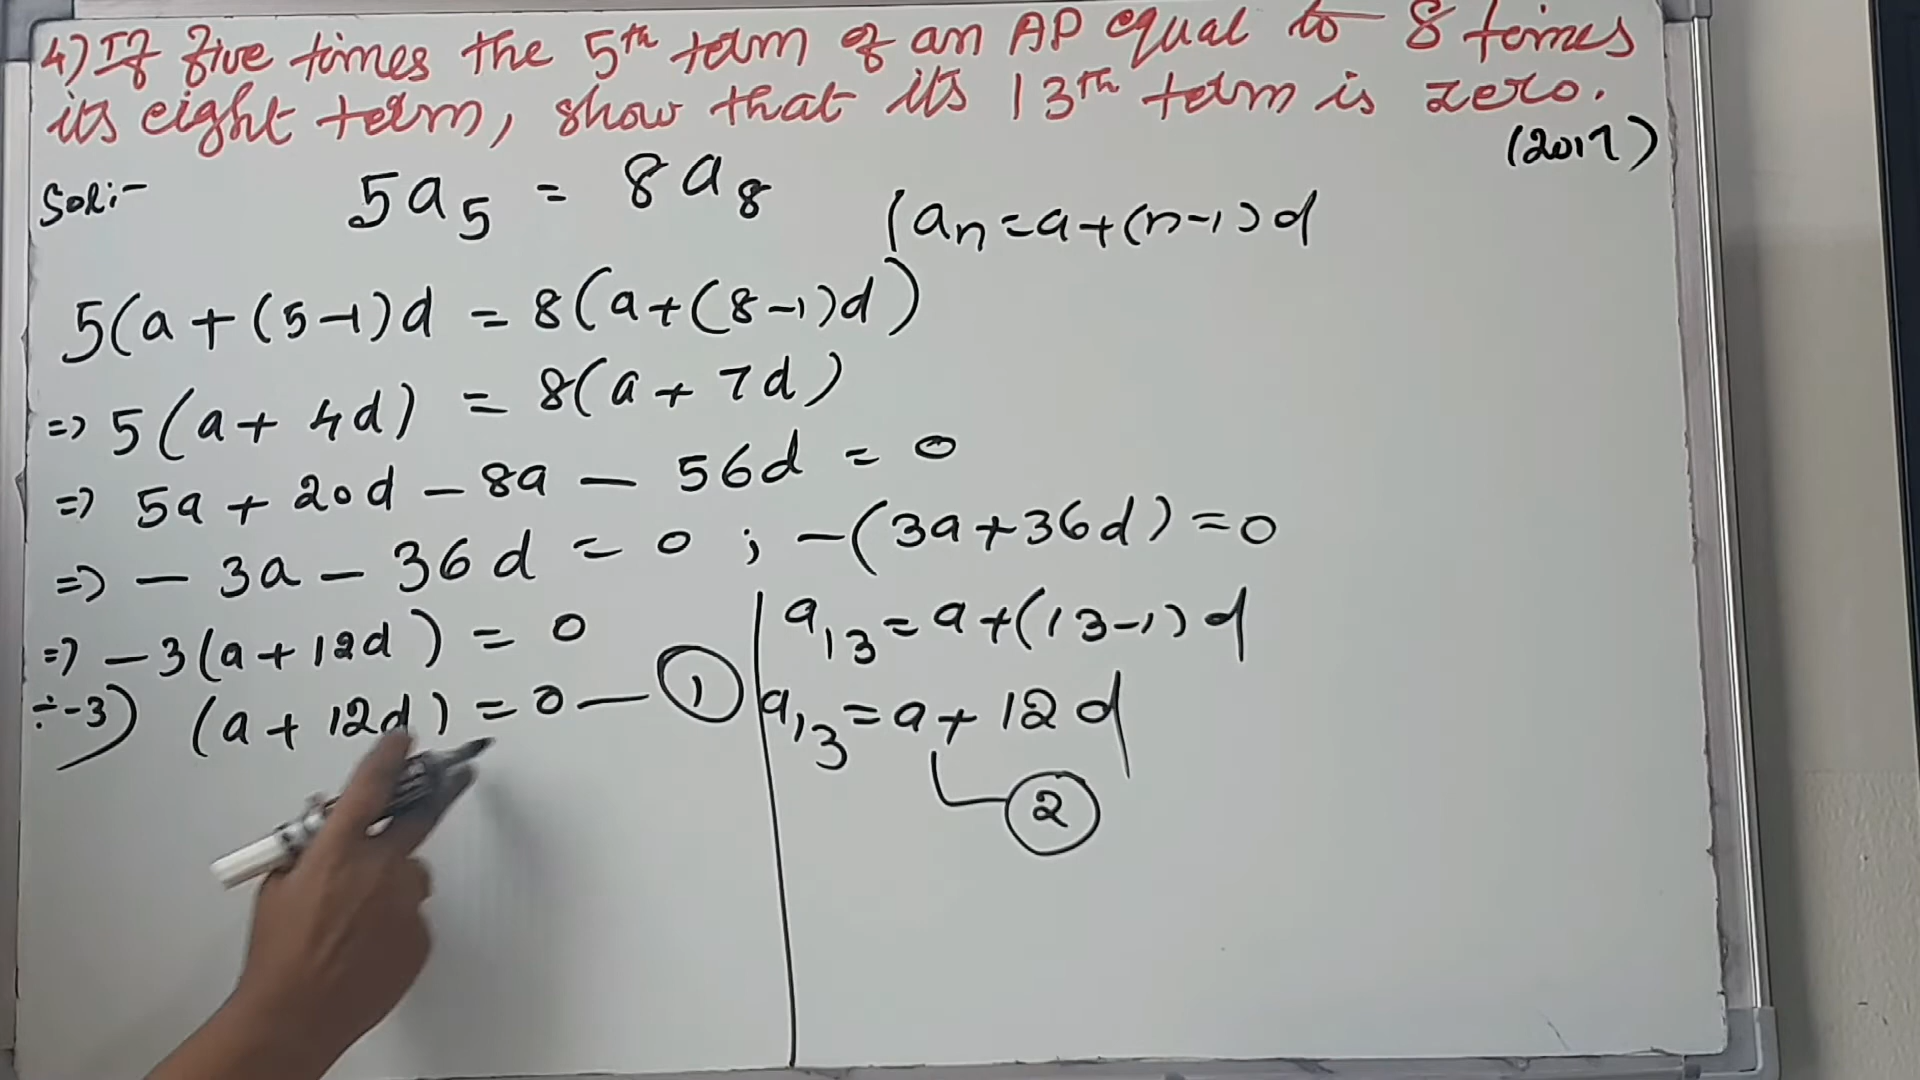 4) If five times the 5th term of an AP equal to 8 times
its eight term, show that its 13th term is zero.
(2017)
Sol:-
5a₅ = 8a₈
(aₙ = a+(n-1)d
5(a+(5-1)d = 8(a+(8-1)d)
=> 5(a+ 4d) = 8(a+ 7d)
=> 5a + 20d - 8a - 56d = 0
=> - 3a - 36d = 0 ; -(3a+36d) = 0
=> -3(a+12d) = 0
÷-3) (a+12d) = 0 — ①
a₁₃ = a+(13-1)d
a₁₃ = a+ 12d
②